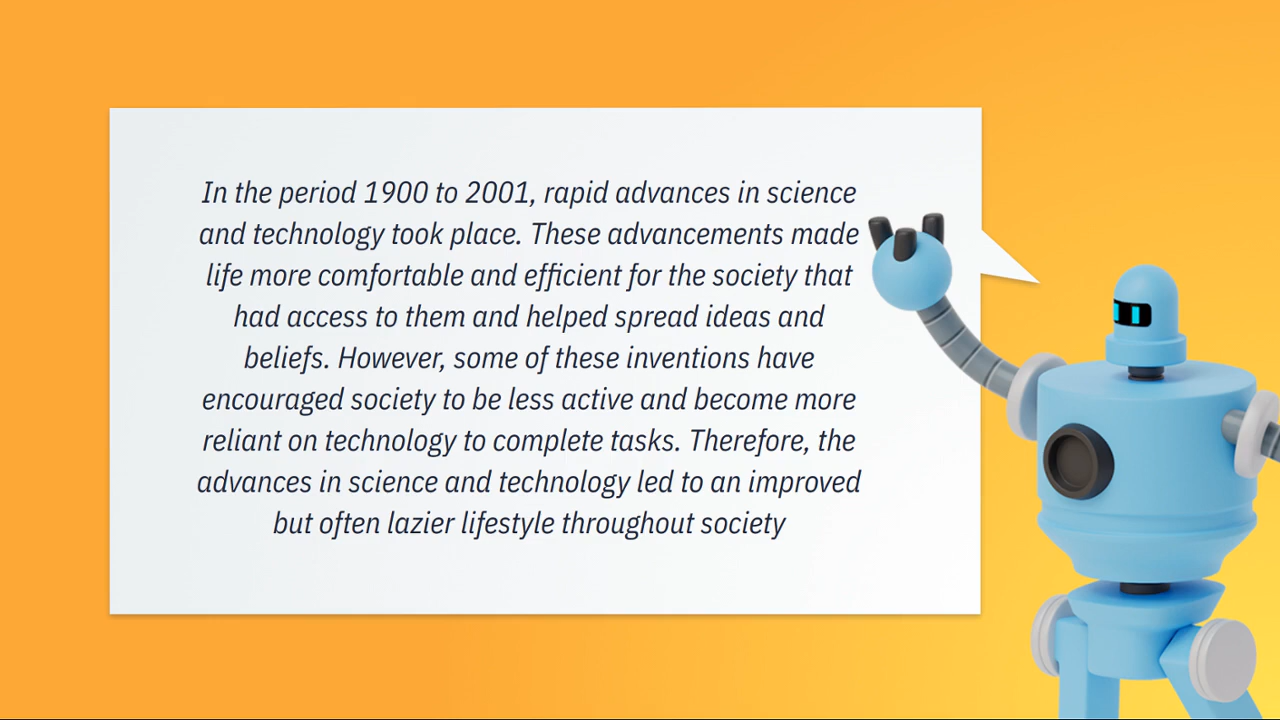 In the period 1900 to 2001, rapid advances in science
and technology took place. These advancements made
life more comfortable and efficient for the society that
had access to them and helped spread ideas and
beliefs. However, some of these inventions have
encouraged society to be less active and become more
reliant on technology to complete tasks. Therefore, the
advances in science and technology led to an improved
but often lazier lifestyle throughout society